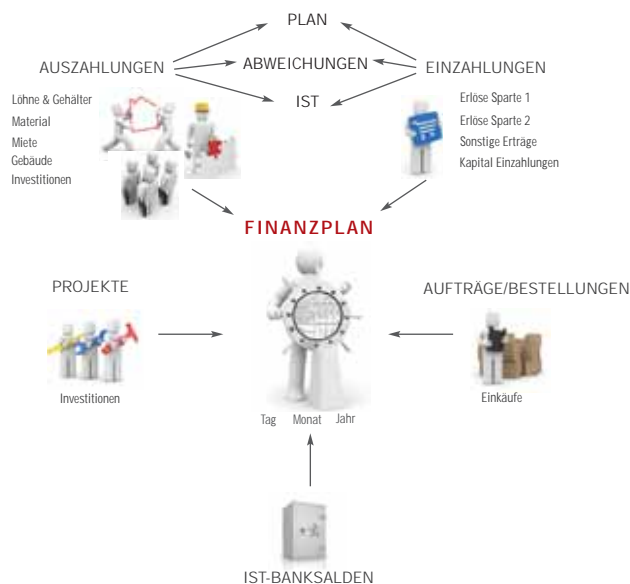 PLAN
ABWEICHUNGEN
IST
AUSZAHLUNGEN
Löhne & Gehälter
Material
Miete
Gebäude
Investitionen
EINZAHLUNGEN
Erlöse Sparte 1
Erlöse Sparte 2
Sonstige Erträge
Kapital Einzahlungen
FINANZPLAN
PROJEKTE
Investitionen
AUFTRÄGE/BESTELLUNGEN
Einkäufe
Tag Monat Jahr
IST-BANKSALDEN